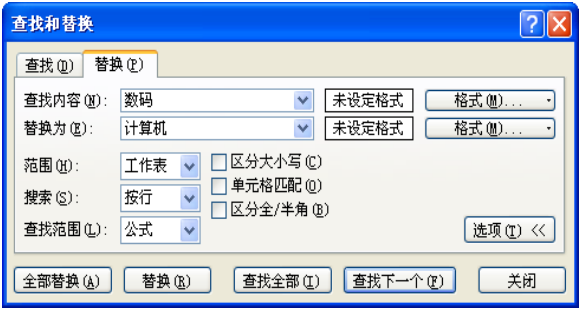 查找和替换
查找(D) 替换(P)
查找内容(N): 数码 未设定格式 格式(M)...
替换为(E): 计算机 未设定格式 格式(M)...
范围(H): 工作表 区分大小写(C)
搜索(S): 按行 单元格匹配(O)
查找范围(L): 公式 区分全/半角(B)
选项(T) <<
全部替换(A) 替换(R) 查找全部(I) 查找下一个(F) 关闭